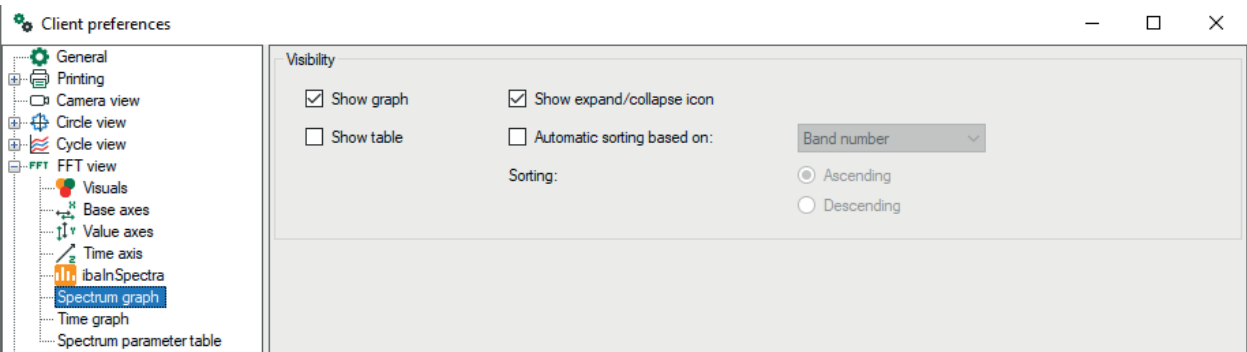 Client preferences
General
Printing
Camera view
Circle view
Cycle view
FFT FFT view
Visuals
X Base axes
Y Value axes
Z Time axis
ibaInSpectra
Spectrum graph
Time graph
Spectrum parameter table
Visibility
Show graph
Show expand/collapse icon
Show table
Automatic sorting based on:
Band number
Sorting:
Ascending
Descending